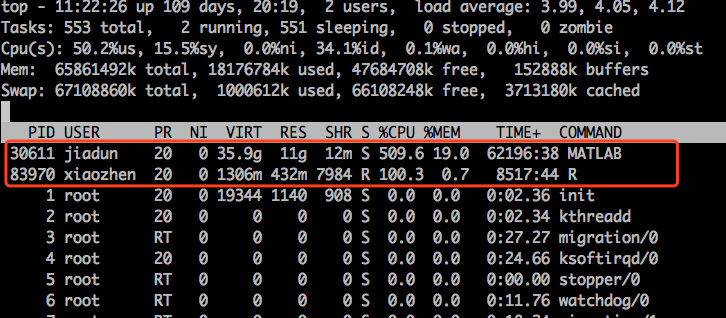 top - 11:22:26 up 109 days, 20:19, 2 users, load average: 3.99, 4.05, 4.12
Tasks: 553 total, 2 running, 551 sleeping, 0 stopped, 0 zombie
Cpu(s): 50.2%us, 15.5%sy, 0.0%ni, 34.1%id, 0.1%wa, 0.0%hi, 0.0%si, 0.0%st
Mem: 65861492k total, 18176784k used, 47684708k free, 152888k buffers
Swap: 67108860k total, 1000612k used, 66108248k free, 3713180k cached
PID USER PR NI VIRT RES SHR S %CPU %MEM TIME+ COMMAND
30611 jiadun 20 0 35.9g 11g 12m S 509.6 19.0 62196:38 MATLAB
83970 xiaozhen 20 0 1306m 432m 7984 R 100.3 0.7 8517:44 R
1 root 20 0 19344 1140 908 S 0.0 0.0 0:02.36 init
2 root 20 0 0 0 0 S 0.0 0.0 0:02.34 kthreadd
3 root RT 0 0 0 0 S 0.0 0.0 0:27.27 migration/0
4 root 20 0 0 0 0 S 0.0 0.0 0:24.66 ksoftirqd/0
5 root RT 0 0 0 0 S 0.0 0.0 0:00.00 stopper/0
6 root RT 0 0 0 0 S 0.0 0.0 0:11.76 watchdog/0